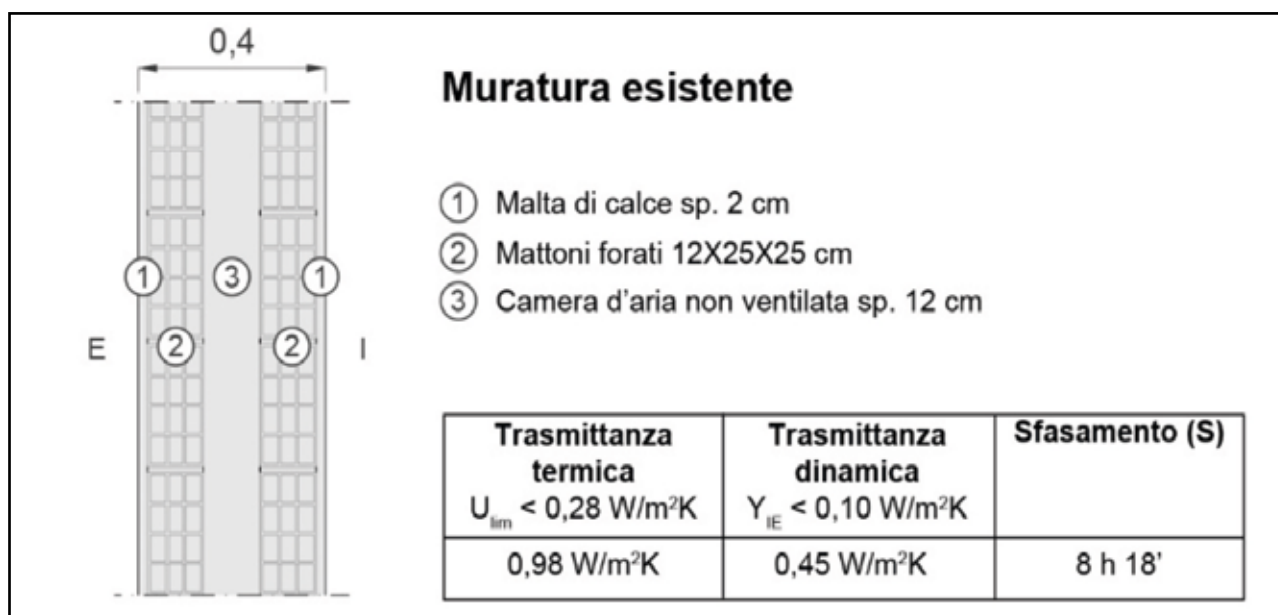 0,4
Muratura esistente
1 Malta di calce sp. 2 cm
2 Mattoni forati 12X25X25 cm
3 Camera d'aria non ventilata sp. 12 cm
1 3 1
E 2 2 I
Trasmittanza termica U_lim < 0,28 W/m²K
Trasmittanza dinamica Y_IE < 0,10 W/m²K
Sfasamento (S)
0,98 W/m²K 0,45 W/m²K 8 h 18'